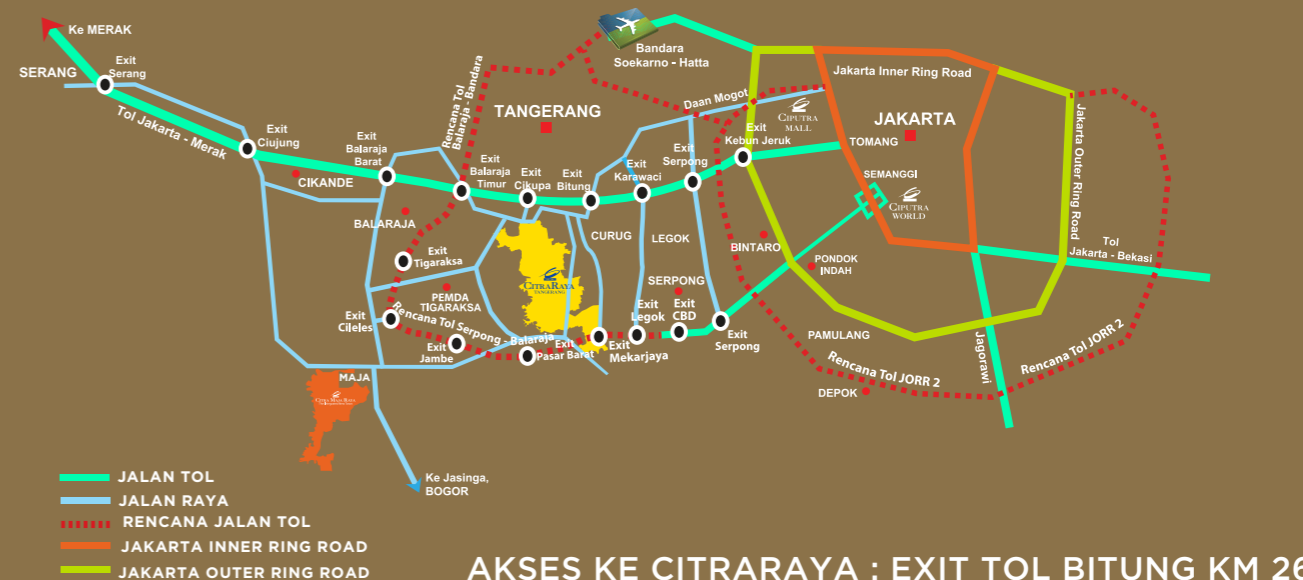 Ke MERAK
SERANG
Exit
Serang
Tol Jakarta - Merak
Exit
Ciujung
CIKANDE
Exit
Balaraja
Barat
BALARAJA
Rencana Tol
Balaraja - Bandara
TANGERANG
Bandara
Soekarno - Hatta
Exit
Balaraja
Timur
Exit
Cikupa
Exit
Bitung
Exit
Karawaci
Exit
Serpong
Daan Mogot
Exit
Kebun Jeruk
CIPUTRA
MALL
Jakarta Inner Ring Road
JAKARTA
TOMANG
SEMANGGI
CIPUTRA
WORLD
Jakarta Outer Ring Road
Tol
Jakarta - Bekasi
Exit
Tigaraksa
PEMDA
TIGARAKSA
CITRARAYA
TANGERANG
CURUG
LEGOK
SERPONG
BINTARO
PONDOK
INDAH
Exit
Cileles
Rencana Tol Serpong - Balaraja
Exit
Jambe
Exit
Pasar Barat
Exit
Mekarjaya
Exit
Legok
Exit
CBD
Exit
Serpong
PAMULANG
Rencana Tol JORR 2
DEPOK
Jagorawi
Rencana Tol JORR 2
MAJA
CITRA MAJA RAYA
Ke Jasinga,
BOGOR
JALAN TOL
JALAN RAYA
RENCANA JALAN TOL
JAKARTA INNER RING ROAD
JAKARTA OUTER RING ROAD
AKSES KE CITRARAYA : EXIT TOL BITUNG KM 26